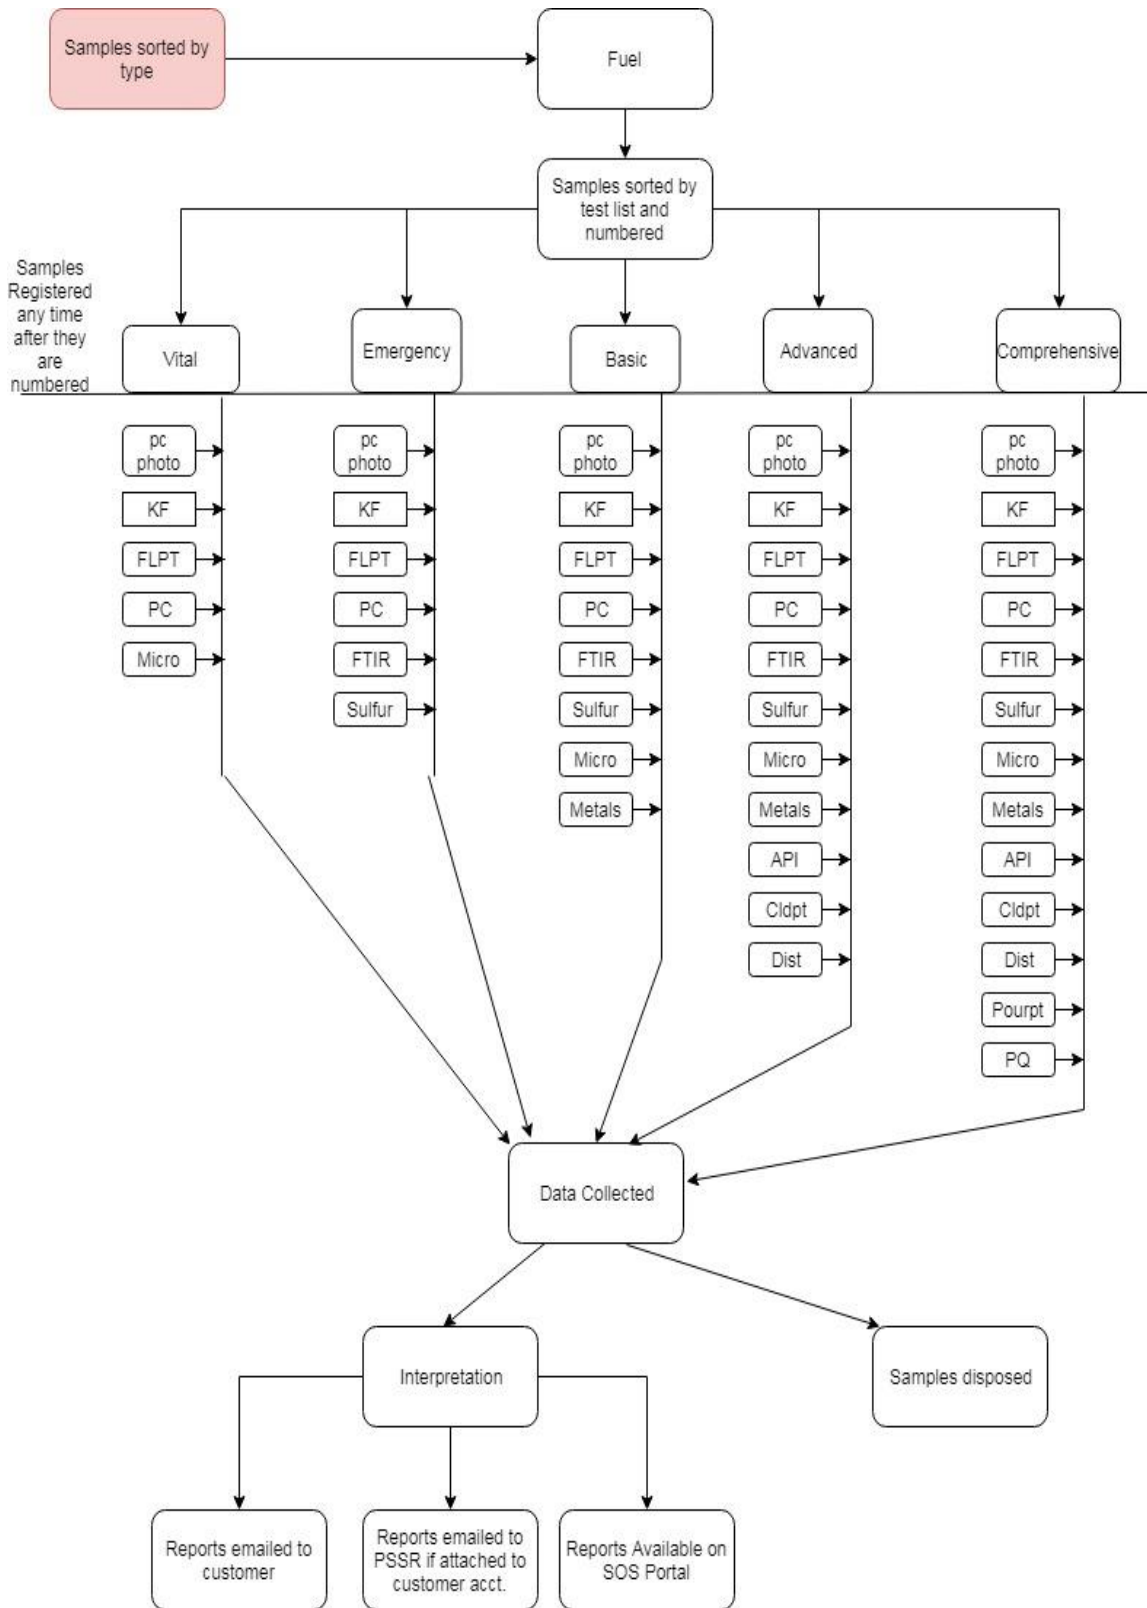 Samples sorted by
type
Fuel
Samples sorted by
test list and
numbered
Samples
Registered
any time
after they
are
numbered
Vital
Emergency
Basic
Advanced
Comprehensive
pc
photo
KF
FLPT
PC
Micro
pc
photo
KF
FLPT
PC
FTIR
Sulfur
pc
photo
KF
FLPT
PC
FTIR
Sulfur
Micro
Metals
pc
photo
KF
FLPT
PC
FTIR
Sulfur
Micro
Metals
API
Cldpt
Dist
pc
photo
KF
FLPT
PC
FTIR
Sulfur
Micro
Metals
API
Cldpt
Dist
Pourpt
PQ
Data Collected
Interpretation
Samples disposed
Reports emailed to
customer
Reports emailed to
PSSR if attached to
customer acct.
Reports Available on
SOS Portal